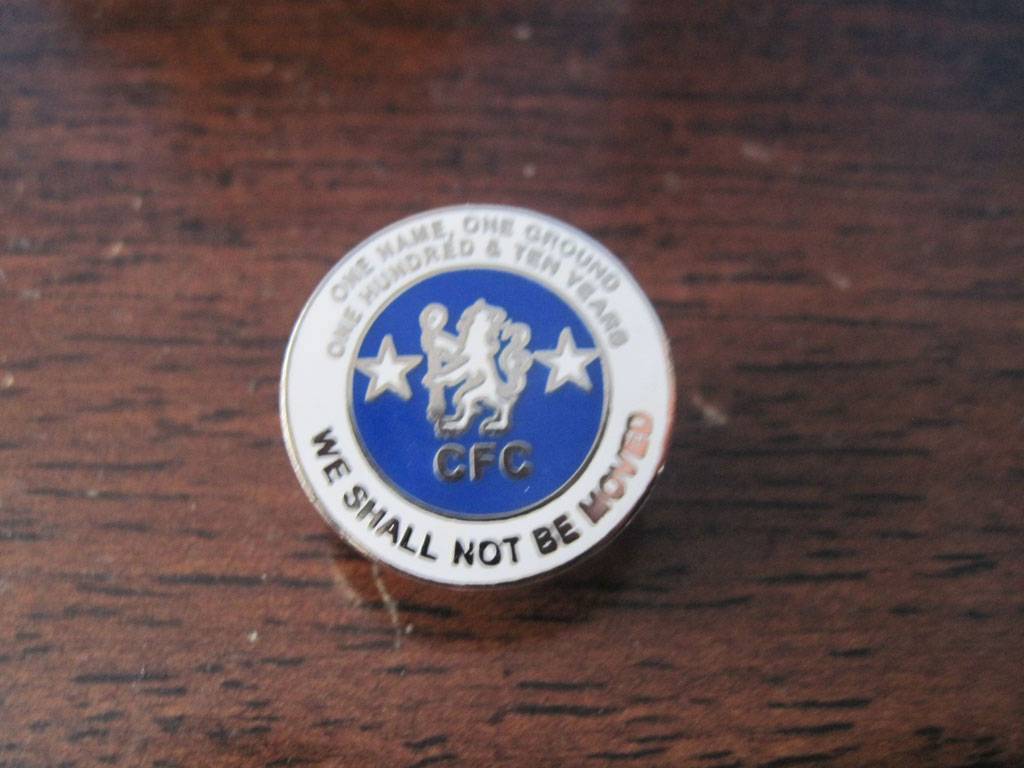 ONE NAME, ONE GROUND
ONE HUNDRED & TEN YEARS
CFC
WE SHALL NOT BE MOVED